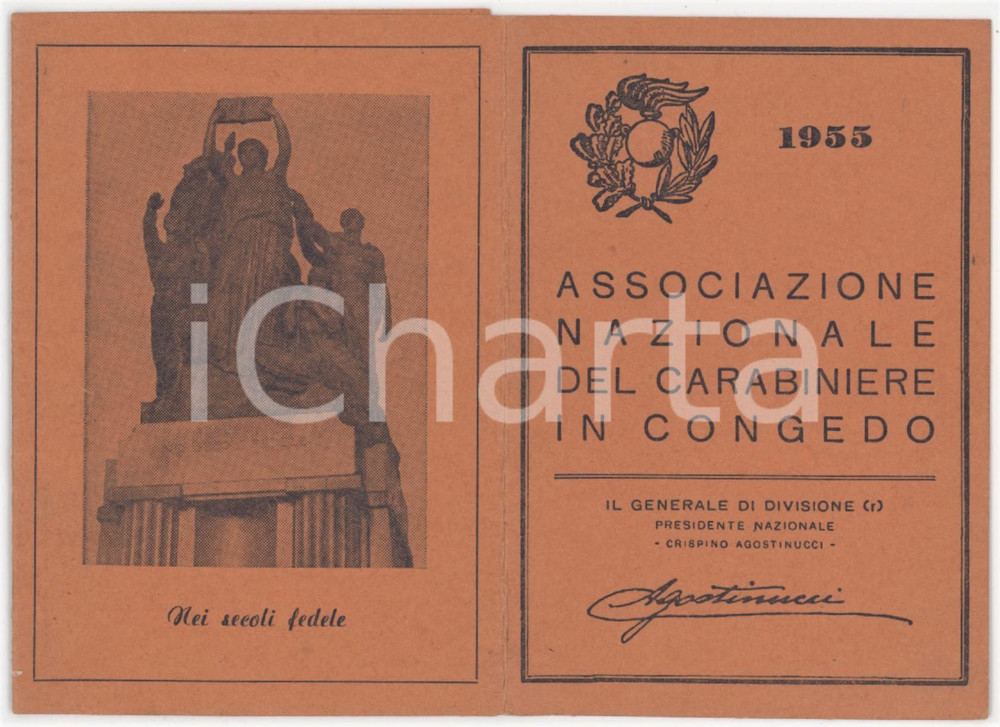 Nei secoli fedele
1955
ASSOCIAZIONE
NAZIONALE
DEL CARABINIERE
IN CONGEDO
IL GENERALE DI DIVISIONE (r)
PRESIDENTE NAZIONALE
- CRISPINO AGOSTINUCCI -
Agostinucci
iCharta